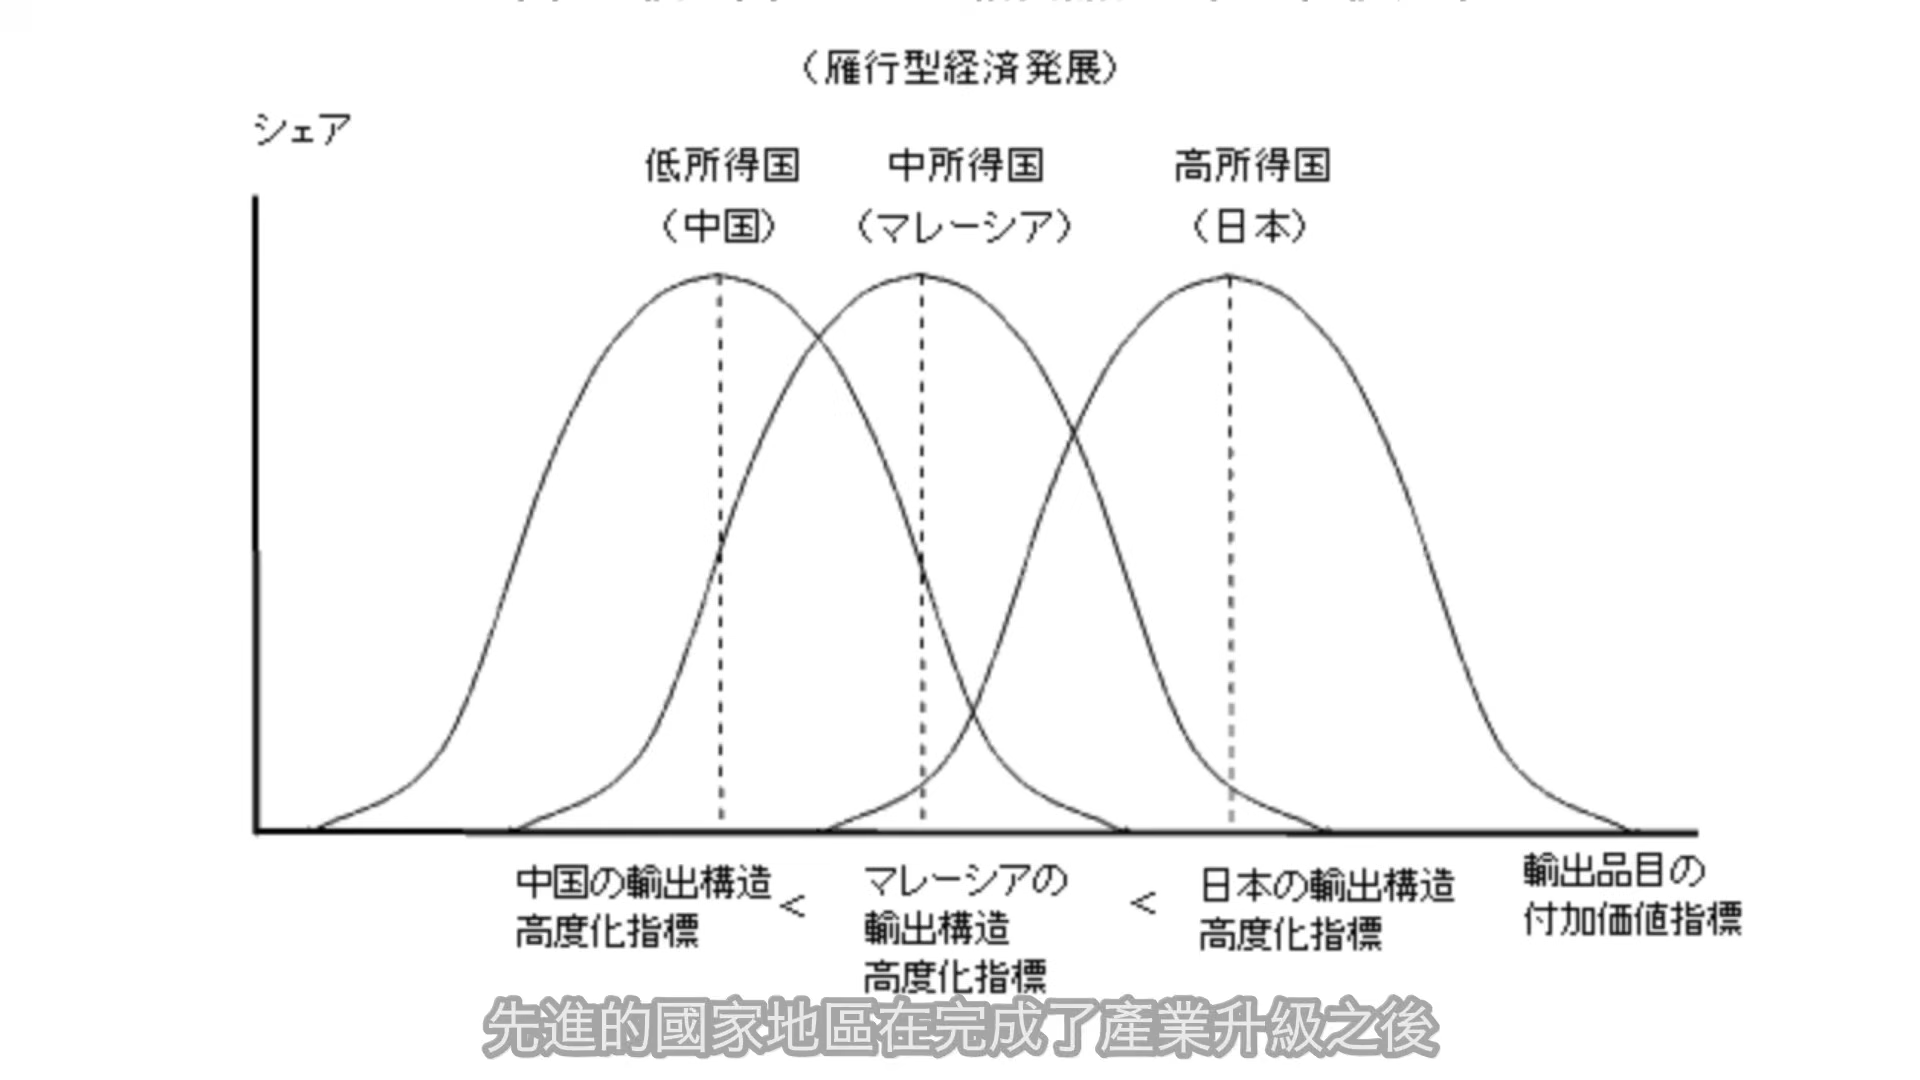 （雁行型経済発展）
シェア
低所得国
（中国）
中所得国
（マレーシア）
高所得国
（日本）
中国の輸出構造
高度化指標
<
マレーシアの
輸出構造
高度化指標
<
日本の輸出構造
高度化指標
輸出品目の
付加価値指標
先進的國家地區在完成了產業升級之後